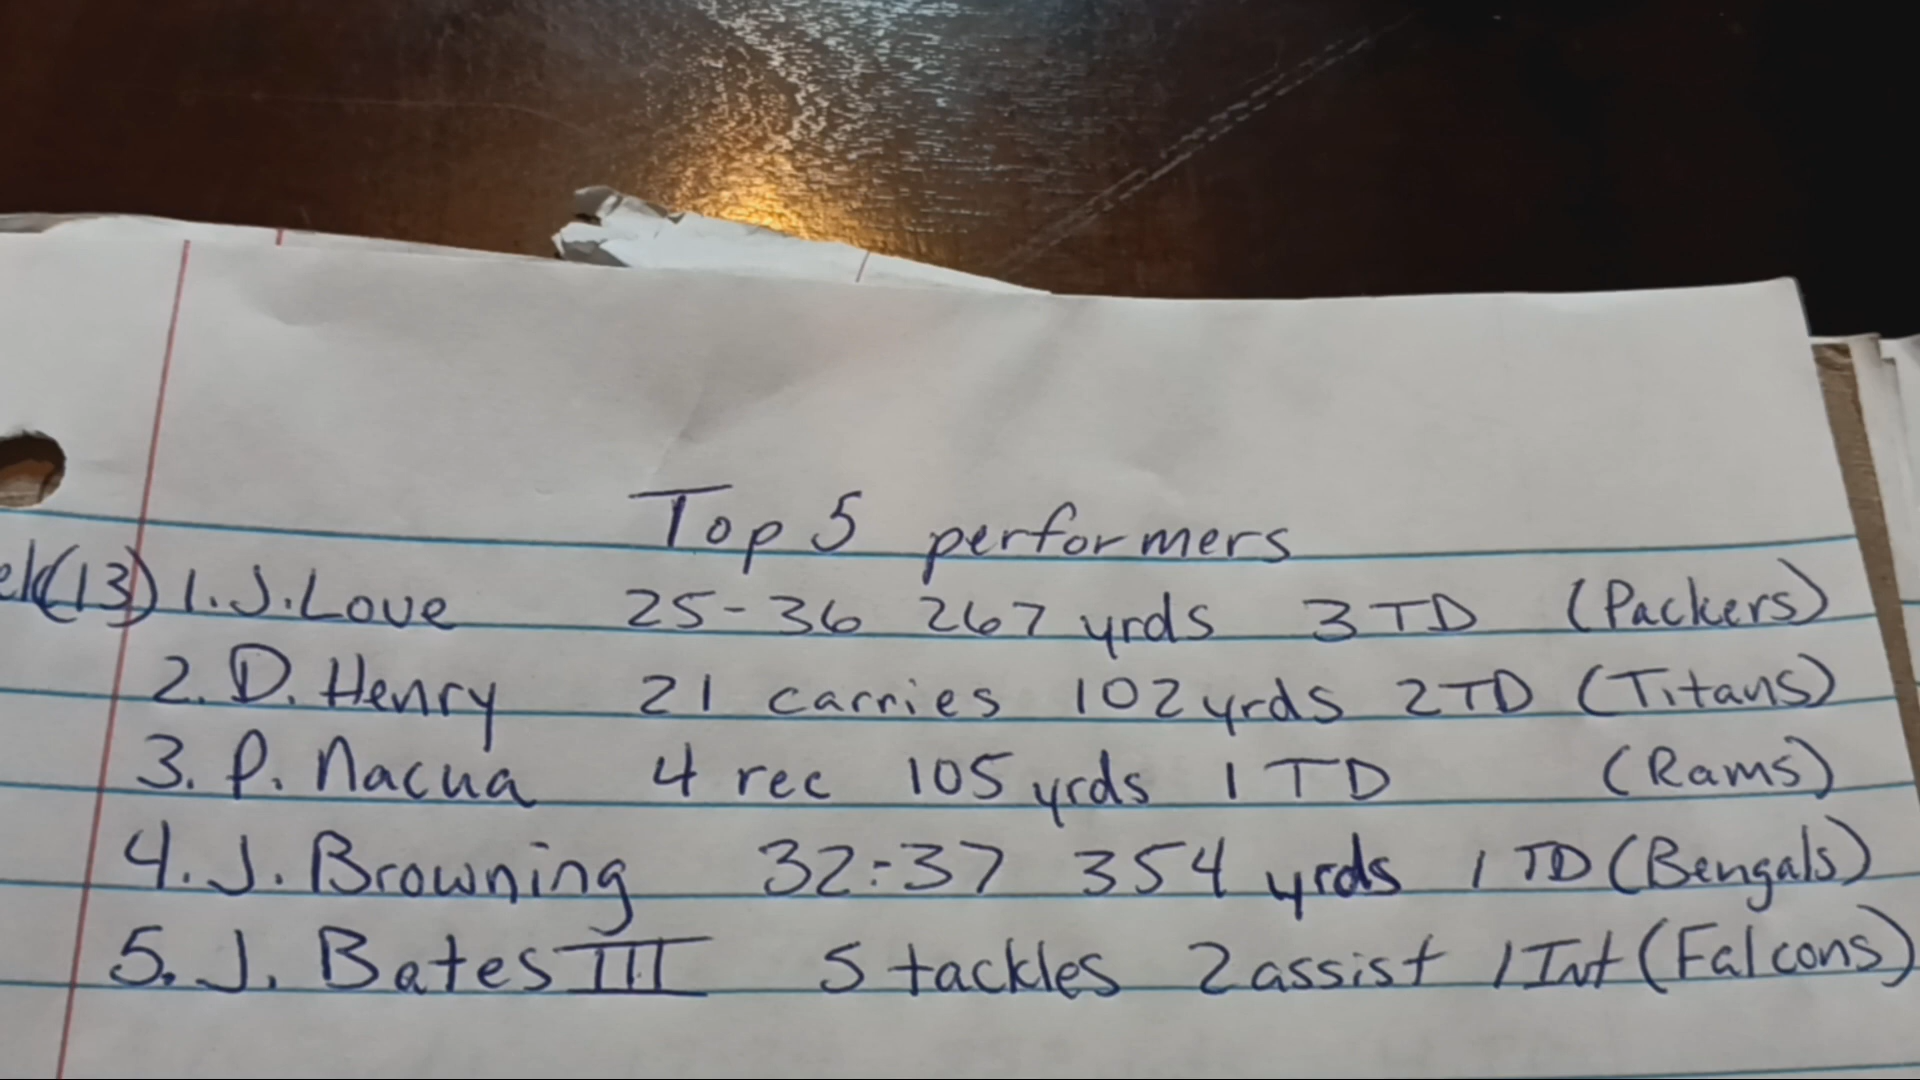 Top 5 performers
(13) 1. J. Love 25-36 267 yrds 3 TD (Packers)
2. D. Henry 21 carries 102 yrds 2 TD (Titans)
3. P. Nacua 4 rec 105 yrds 1 TD (Rams)
4. J. Browning 32-37 354 yrds 1 TD (Bengals)
5. J. Bates III 5 tackles 2 assist 1 Int (Falcons)